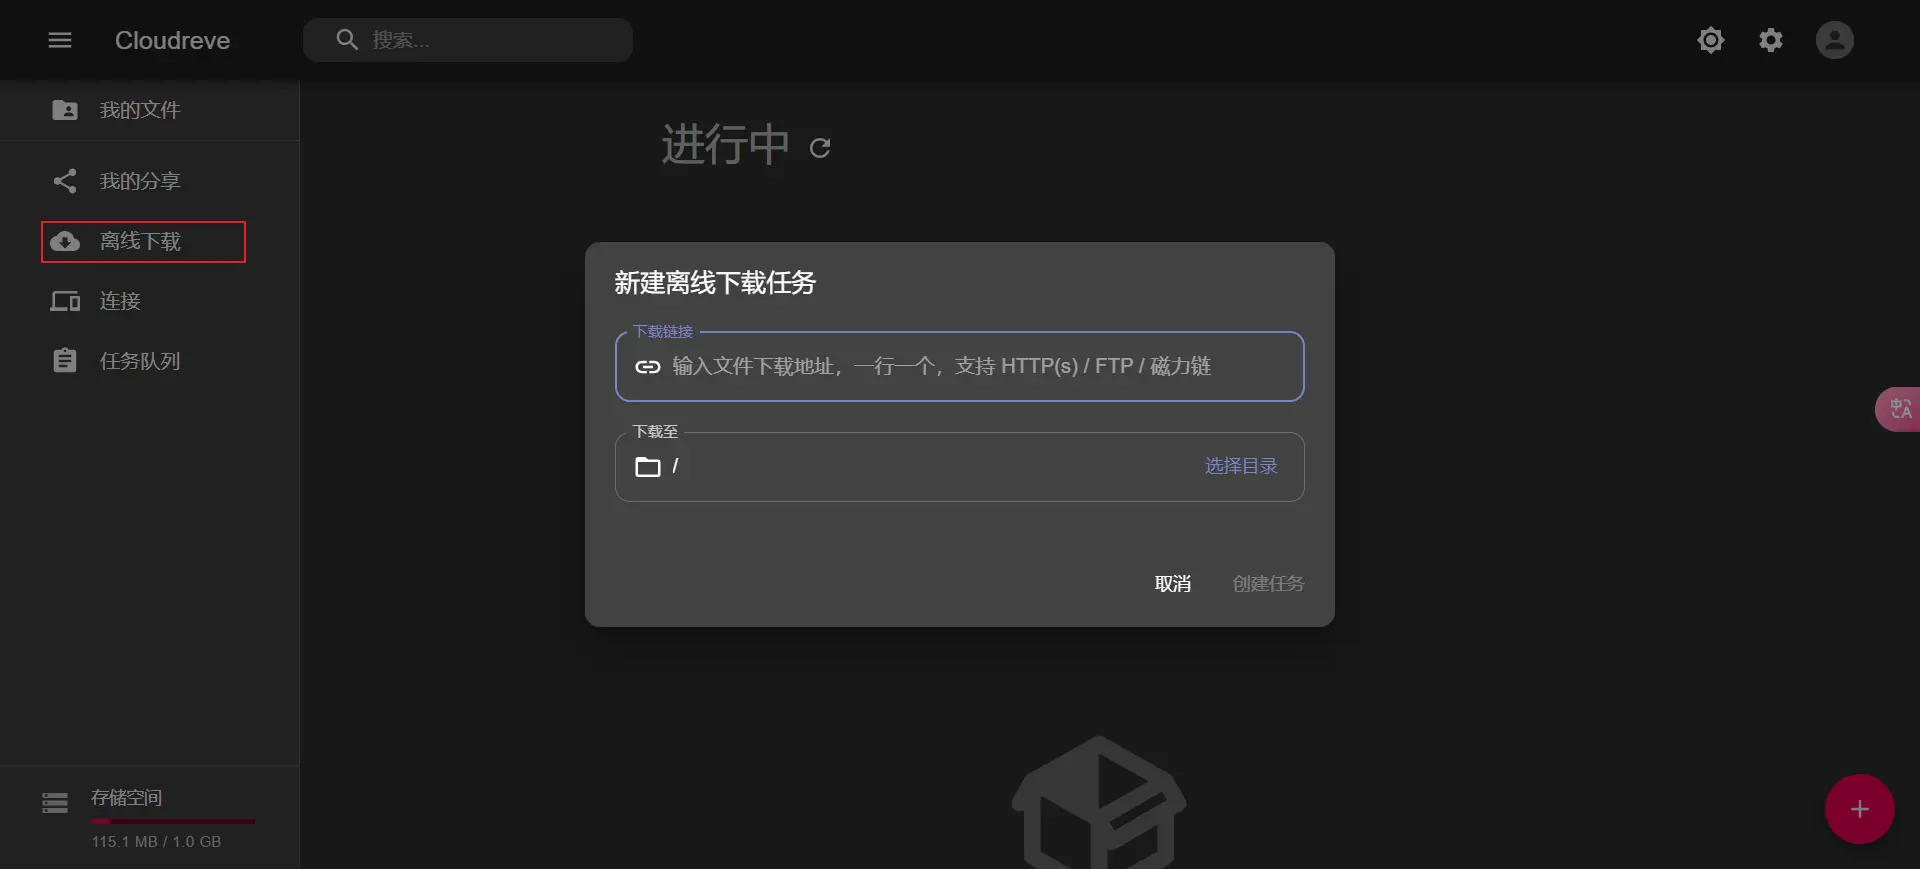 Cloudreve
搜索...
我的文件
我的分享
离线下载
连接
任务队列
存储空间
115.1 MB / 1.0 GB
进行中
新建离线下载任务
下载链接
输入文件下载地址，一行一个，支持 HTTP(s) / FTP / 磁力链
下载至
/
选择目录
取消
创建任务
中A